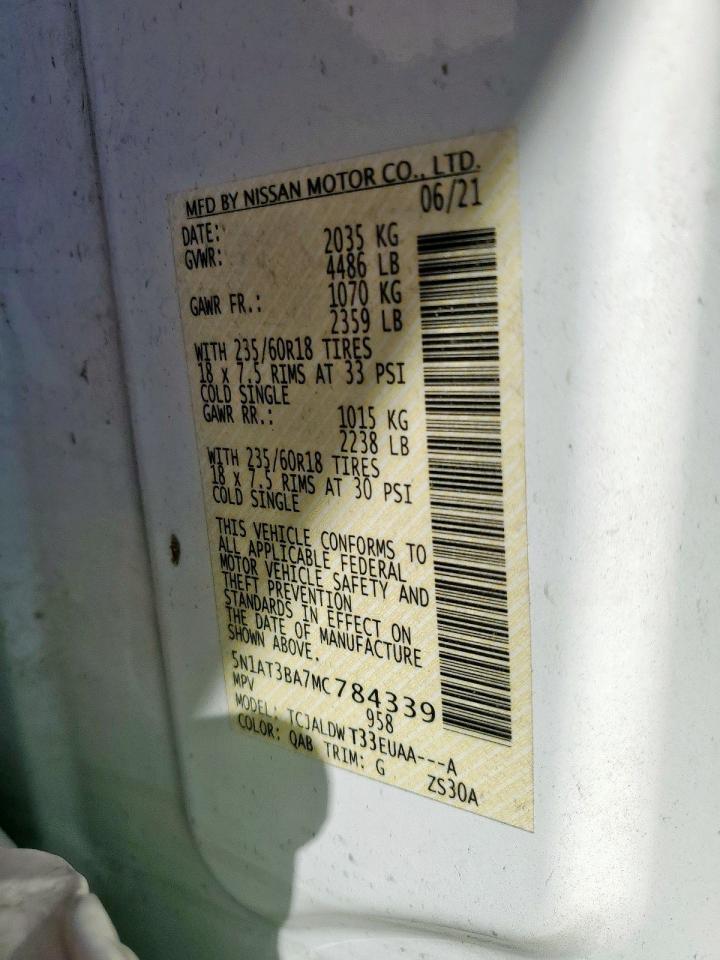 MFD BY NISSAN MOTOR CO., LTD.
DATE: 06/21
GVWR: 2035 KG
4486 LB
GAWR FR.: 1070 KG
2359 LB
WITH 235/60R18 TIRES
18 x 7.5 RIMS AT 33 PSI
COLD SINGLE
GAWR RR.: 1015 KG
2238 LB
WITH 235/60R18 TIRES
18 x 7.5 RIMS AT 30 PSI
COLD SINGLE
THIS VEHICLE CONFORMS TO
ALL APPLICABLE FEDERAL
MOTOR VEHICLE SAFETY AND
THEFT PREVENTION
STANDARDS IN EFFECT ON
THE DATE OF MANUFACTURE
SHOWN ABOVE.
5N1AT3BA7MC784339
MPV 958
MODEL: TCJALDWT33EUAA---A
COLOR: QAB TRIM: G ZS30A